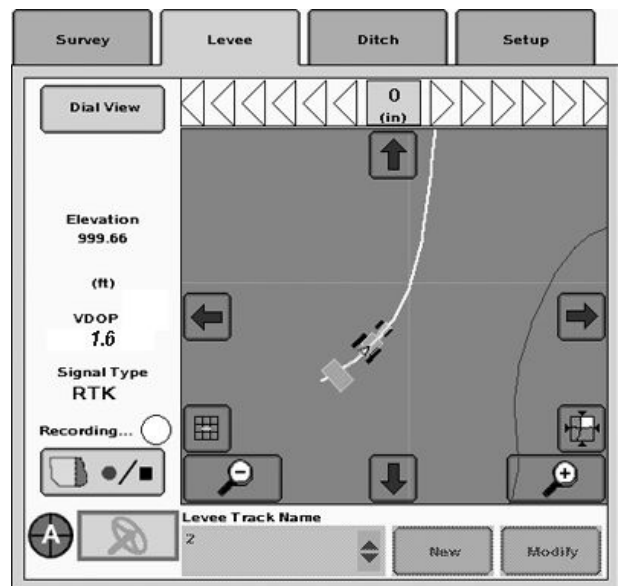 Survey
Levee
Ditch
Setup
Dial View
0
(in)
Elevation
999.66
(ft)
VDOP
1.6
Signal Type
RTK
Recording...
A
Levee Track Name
2
New
Modify